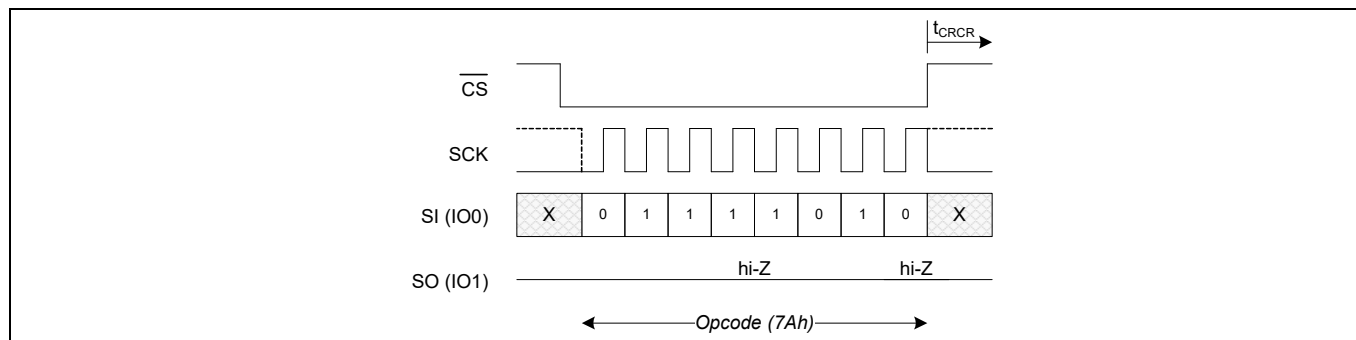 tCRCR
CS
SCK
SI (IO0) X 0 1 1 1 1 0 1 0 X
SO (IO1) hi-Z hi-Z
Opcode (7Ah)